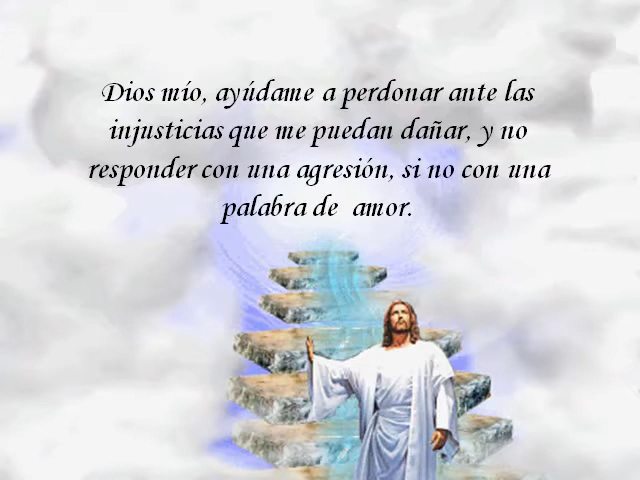 Dios mío, ayúdame a perdonar ante las
injusticias que me puedan dañar, y no
responder con una agresión, si no con una
palabra de  amor.